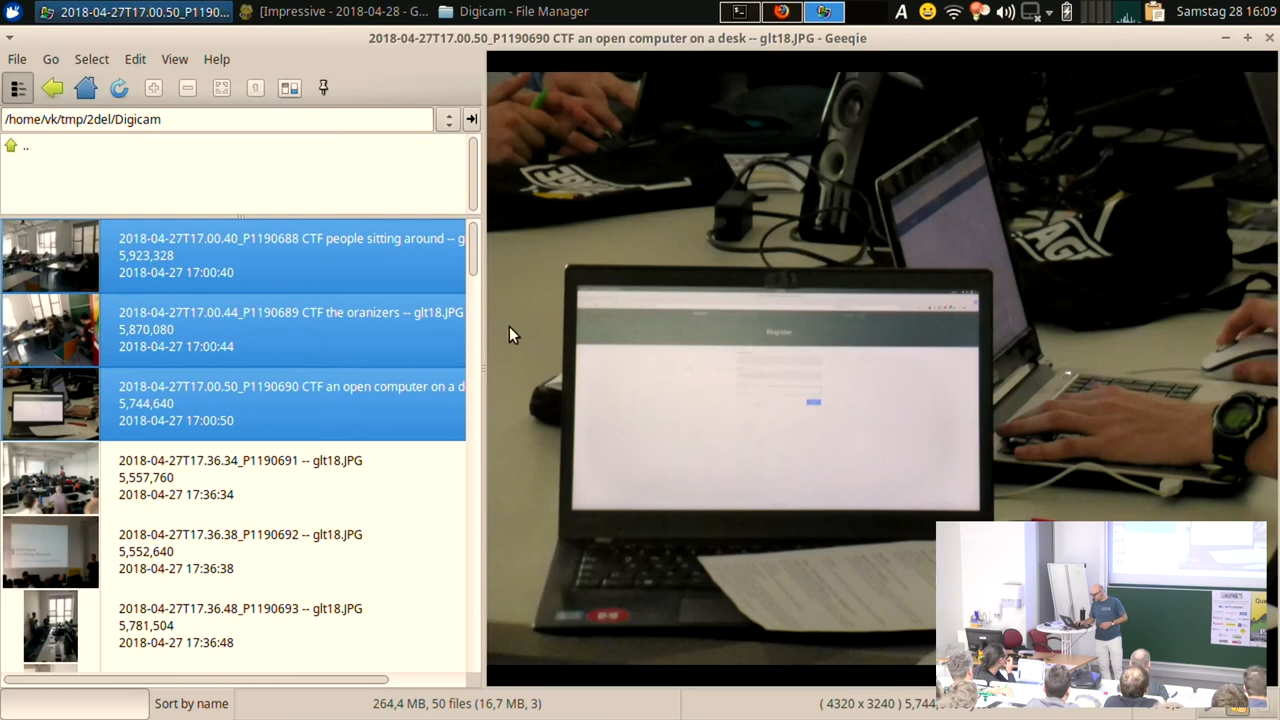 2018-04-27T17.00.50_P1190...
[Impressive - 2018-04-28 - G...
Digicam - File Manager
A
Samstag 28 16:09
2018-04-27T17.00.50_P1190690 CTF an open computer on a desk -- glt18.JPG - Geeqie
File Go Select Edit View Help
/home/vk/tmp/2del/Digicam
..
2018-04-27T17.00.40_P1190688 CTF people sitting around -- g
5,923,328
2018-04-27 17:00:40
2018-04-27T17.00.44_P1190689 CTF the oranizers -- glt18.JPG
5,870,080
2018-04-27 17:00:44
2018-04-27T17.00.50_P1190690 CTF an open computer on a d
5,744,640
2018-04-27 17:00:50
2018-04-27T17.36.34_P1190691 -- glt18.JPG
5,557,760
2018-04-27 17:36:34
2018-04-27T17.36.38_P1190692 -- glt18.JPG
5,552,640
2018-04-27 17:36:38
2018-04-27T17.36.48_P1190693 -- glt18.JPG
5,781,504
2018-04-27 17:36:48
Register
Sort by name
264,4 MB, 50 files (16,7 MB, 3)
( 4320 x 3240 ) 5,744,